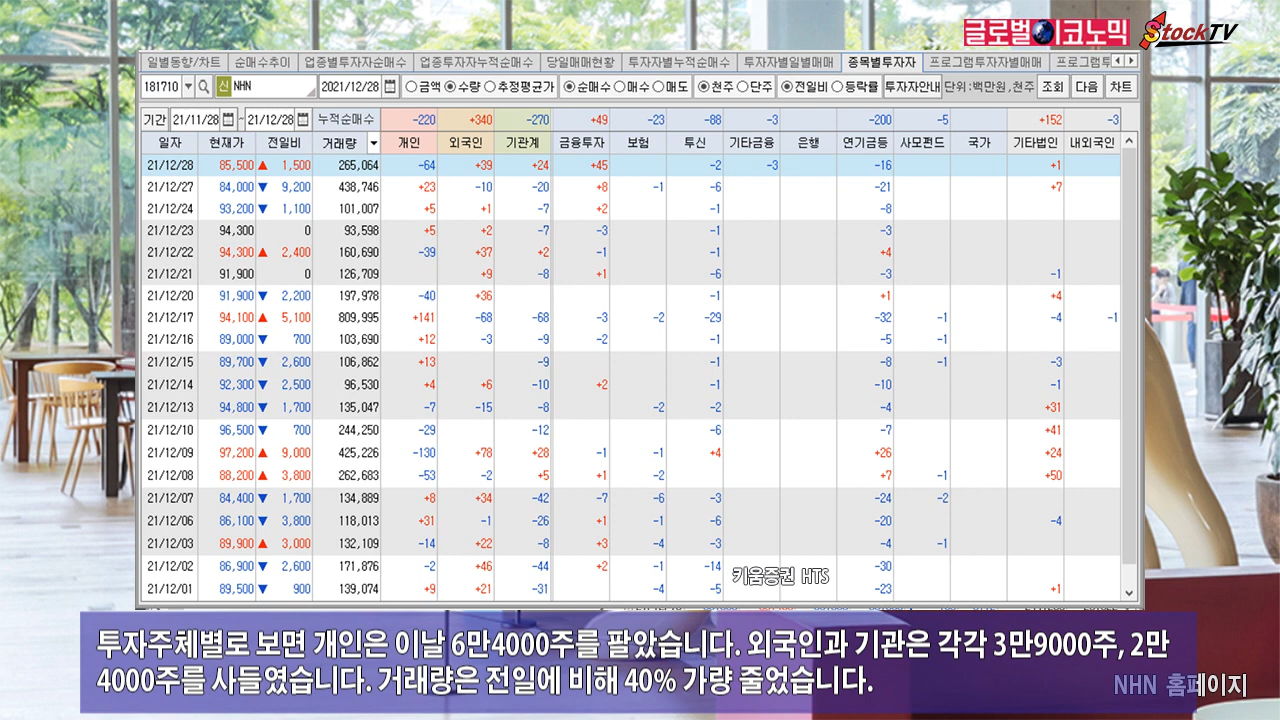 글로벌이코노믹 StockTV
일별동향/차트 순매수추이 업종별투자자순매수 업종투자자누적순매수 당일매매현황 투자자별누적순매수 투자자별일별매매 종목별투자자 프로그램투자자별매매 프로그램
181710 신 NHN 2021/12/28 금액 수량 추정평균가 순매수 매수 매도 천주 단주 전일비 등락률 투자자안내 단위:백만원,천주 조회 다음 차트
기간 21/11/28 ~ 21/12/28 누적순매수 -220 +340 -270 +49 -23 -88 -3 -200 -5 +152 -3
일자 현재가 전일비 거래량 개인 외국인 기관계 금융투자 보험 투신 기타금융 은행 연기금등 사모펀드 국가 기타법인 내외국인
21/12/28 85,500 ▲ 1,500 265,064 -64 +39 +24 +45 -2 -3 -16 +1
21/12/27 84,000 ▼ 9,200 438,746 +23 -10 -20 +8 -1 -6 -21 +7
21/12/24 93,200 ▼ 1,100 101,007 +5 +1 -7 +2 -1 -8
21/12/23 94,300 0 93,598 +5 +2 -7 -3 -1 -3
21/12/22 94,300 ▲ 2,400 160,690 -39 +37 +2 -1 -1 +4
21/12/21 91,900 0 126,709 +9 -8 +1 -6 -3 -1
21/12/20 91,900 ▼ 2,200 197,978 -40 +36 -1 +1 +4
21/12/17 94,100 ▲ 5,100 809,995 +141 -68 -68 -3 -2 -29 -32 -1 -4 -1
21/12/16 89,000 ▼ 700 103,690 +12 -3 -9 -2 -1 -5 -1
21/12/15 89,700 ▼ 2,600 106,862 +13 -9 -1 -8 -1 -3
21/12/14 92,300 ▼ 2,500 96,530 +4 +6 -10 +2 -1 -10 -1
21/12/13 94,800 ▼ 1,700 135,047 -7 -15 -8 -2 -2 -4 +31
21/12/10 96,500 ▼ 700 244,250 -29 -12 -6 -7 +41
21/12/09 97,200 ▲ 9,000 425,226 -130 +78 +28 -1 -1 +4 +26 +24
21/12/08 88,200 ▲ 3,800 262,683 -53 -2 +5 +1 -2 +7 -1 +50
21/12/07 84,400 ▼ 1,700 134,889 +8 +34 -42 -7 -6 -3 -24 -2
21/12/06 86,100 ▼ 3,800 118,013 +31 -1 -26 +1 -1 -6 -20 -4
21/12/03 89,900 ▲ 3,000 132,109 -14 +22 -8 +3 -3 -4 -1
21/12/02 86,900 ▼ 2,600 171,876 -2 +46 -44 +2 -1 -14 -30
21/12/01 89,500 ▼ 900 139,074 +9 +21 -31 -4 -5 -23 +1
키움증권 HTS
투자주체별로 보면 개인은 이날 6만4000주를 팔았습니다. 외국인과 기관은 각각 3만9000주, 2만
4000주를 사들였습니다. 거래량은 전일에 비해 40% 가량 줄었습니다.
NHN 홈페이지